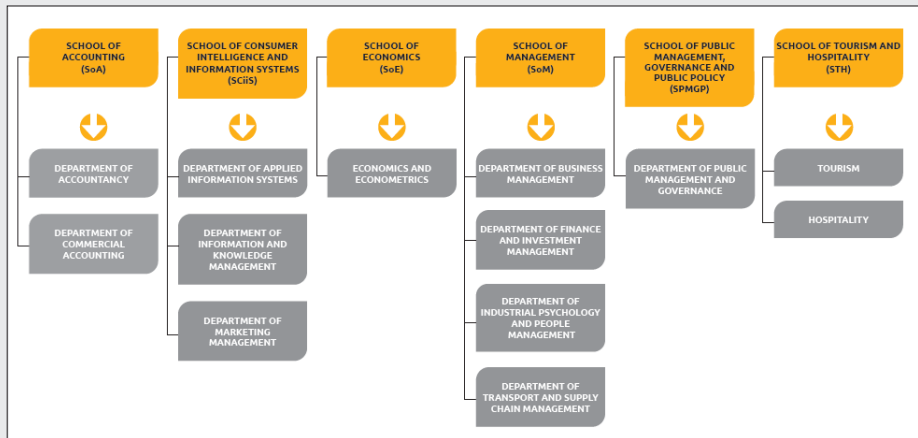 SCHOOL OF
ACCOUNTING
(SoA)
SCHOOL OF CONSUMER
INTELLIGENCE AND
INFORMATION SYSTEMS
(SCiiS)
SCHOOL OF
ECONOMICS
(SoE)
SCHOOL OF
MANAGEMENT
(SoM)
SCHOOL OF PUBLIC
MANAGEMENT,
GOVERNANCE AND
PUBLIC POLICY
(SPMGP)
SCHOOL OF TOURISM AND
HOSPITALITY
(STH)
DEPARTMENT OF
ACCOUNTANCY
DEPARTMENT OF APPLIED
INFORMATION SYSTEMS
ECONOMICS AND
ECONOMETRICS
DEPARTMENT OF BUSINESS
MANAGEMENT
DEPARTMENT OF PUBLIC
MANAGEMENT AND
GOVERNANCE
TOURISM
DEPARTMENT OF
COMMERCIAL
ACCOUNTING
DEPARTMENT OF
INFORMATION AND
KNOWLEDGE
MANAGEMENT
DEPARTMENT OF FINANCE
AND INVESTMENT
MANAGEMENT
HOSPITALITY
DEPARTMENT OF
MARKETING
MANAGEMENT
DEPARTMENT OF
INDUSTRIAL PSYCHOLOGY
AND PEOPLE
MANAGEMENT
DEPARTMENT OF
TRANSPORT AND SUPPLY
CHAIN MANAGEMENT